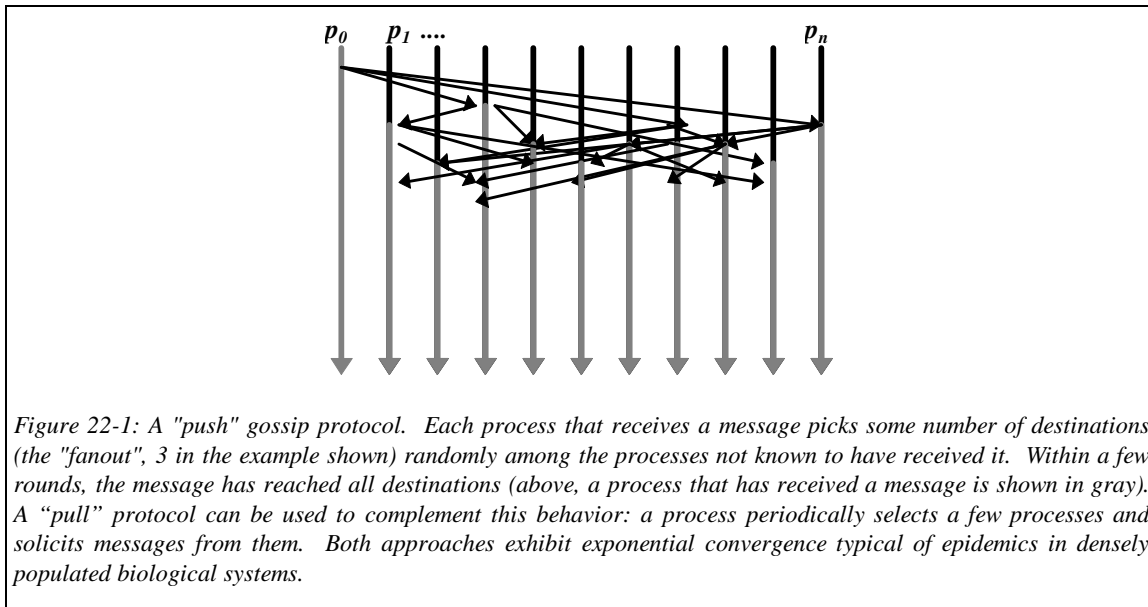 p0 p1 .... pn
Figure 22-1: A "push" gossip protocol. Each process that receives a message picks some number of destinations
(the "fanout", 3 in the example shown) randomly among the processes not known to have received it. Within a few
rounds, the message has reached all destinations (above, a process that has received a message is shown in gray).
A “pull” protocol can be used to complement this behavior: a process periodically selects a few processes and
solicits messages from them. Both approaches exhibit exponential convergence typical of epidemics in densely
populated biological systems.